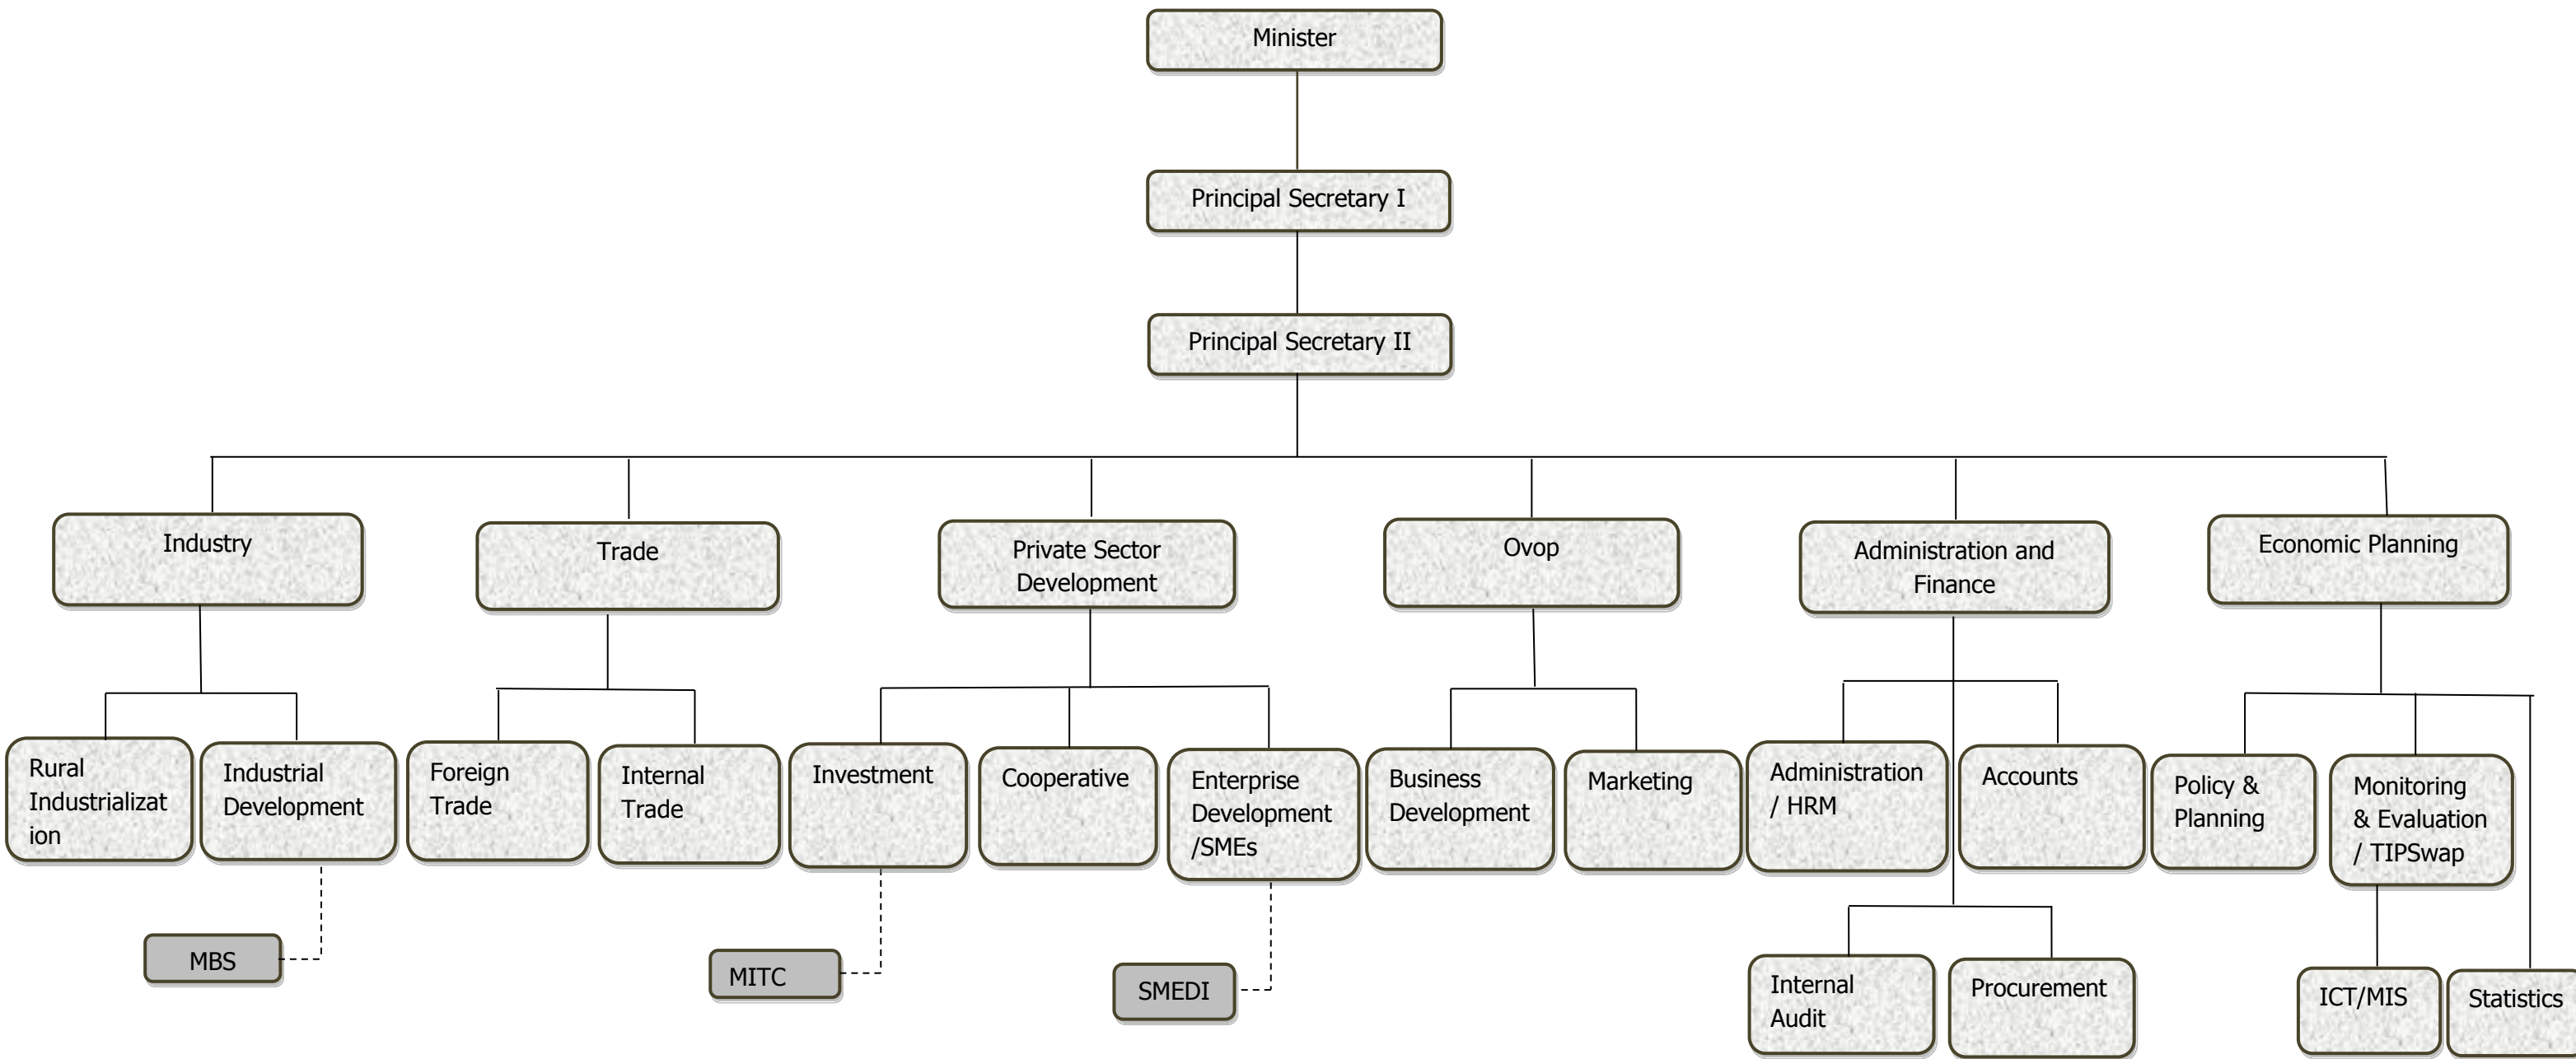 Minister
Principal Secretary I
Principal Secretary II
Industry
Trade
Private Sector
Development
Ovop
Administration and
Finance
Economic Planning
Rural
Industrializat
ion
Industrial
Development
Foreign
Trade
Internal
Trade
Investment
Cooperative
Enterprise
Development
/SMEs
Business
Development
Marketing
Administration
/ HRM
Accounts
Policy &
Planning
Monitoring
& Evaluation
/ TIPSwap
MBS
MITC
SMEDI
Internal
Audit
Procurement
ICT/MIS
Statistics